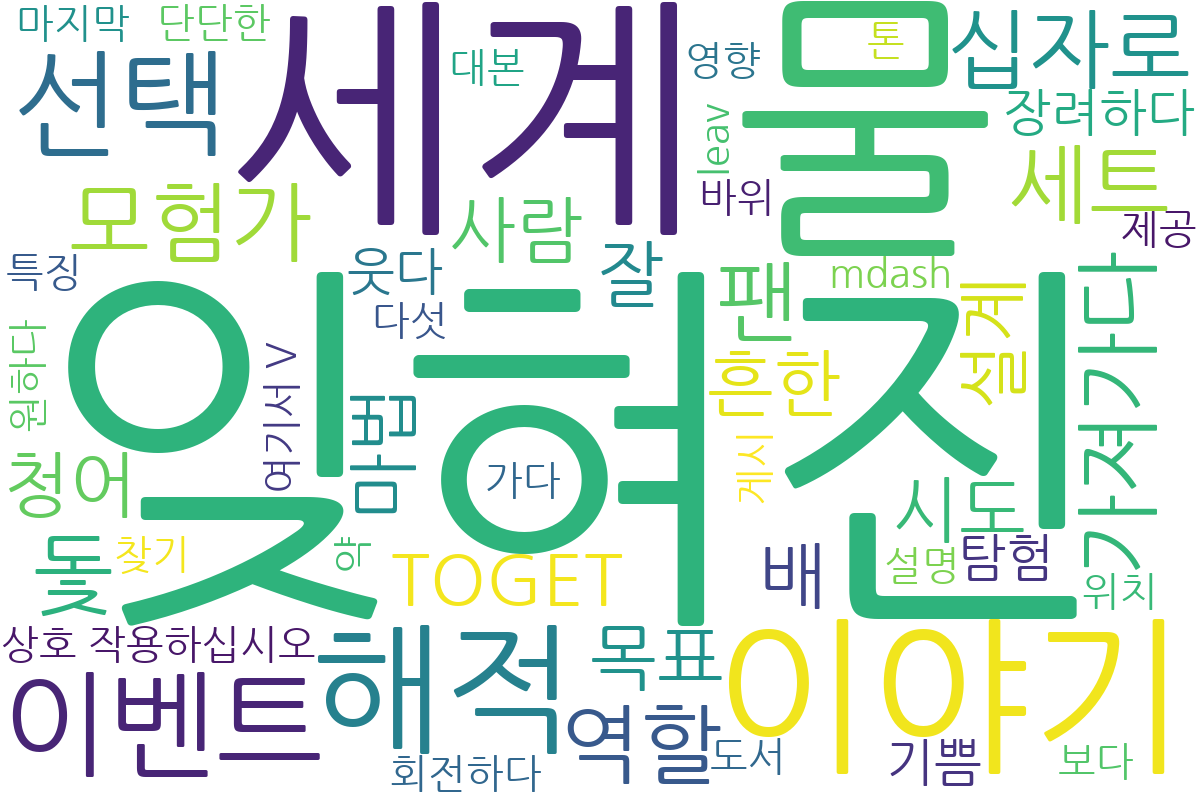 마지막
단단한
세계
물
톤
십자로
선택
대본
영향
장려하다
leav
모험가
사람
바위
세트
제공
특징
웃다
잘
팬
mdash
가져가다
다섯
잊혀진
설계
원하다
여기서 V
마법
흔한
게시
청어
가다
시도
돛
찾기
약
TOGET
배
설명
탐험
위치
상호 작용하십시오
해적
목표
이야기
이벤트
역할
도서
기쁨
보다
회전하다